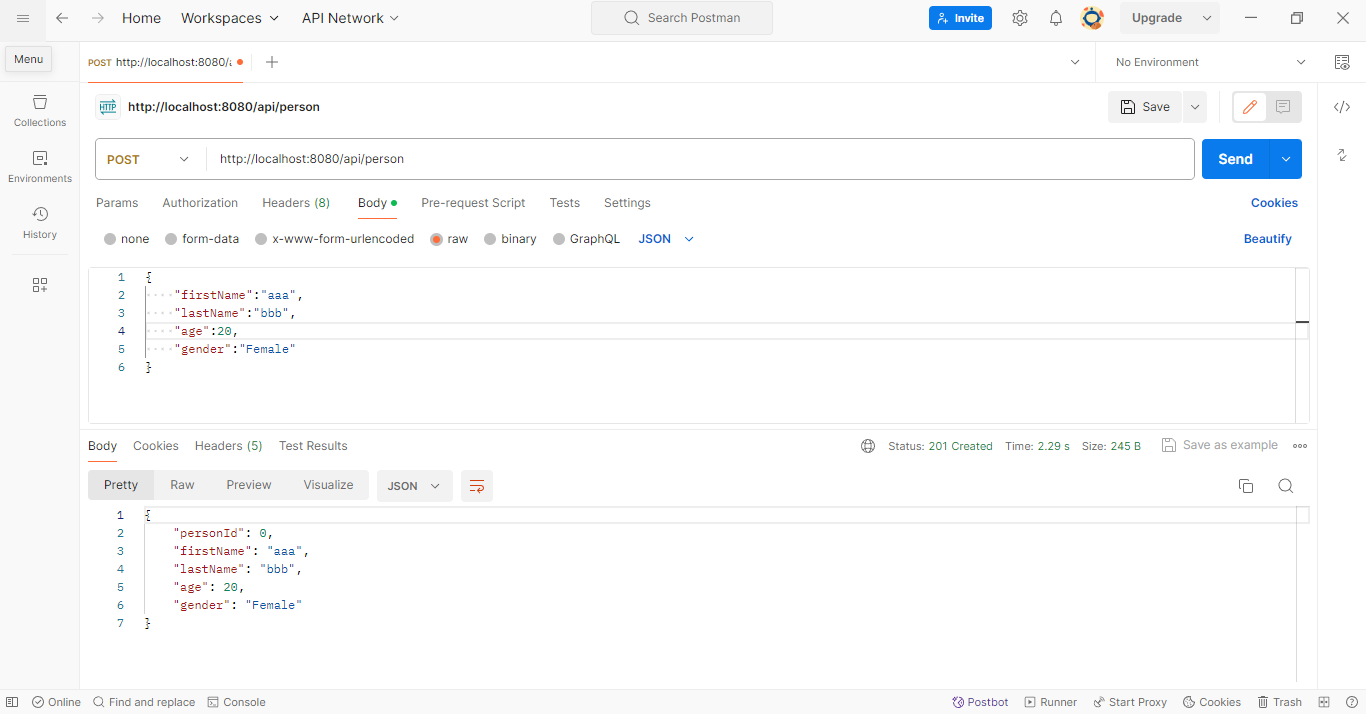 Home Workspaces API Network Search Postman Invite Upgrade
Menu
POST http://localhost:8080/a No Environment
HTTP http://localhost:8080/api/person Save
Collections
POST http://localhost:8080/api/person Send
Environments
Params Authorization Headers (8) Body Pre-request Script Tests Settings Cookies
History
none form-data x-www-form-urlencoded raw binary GraphQL JSON Beautify
1 {
2 "firstName":"aaa",
3 "lastName":"bbb",
4 "age":20,
5 "gender":"Female"
6 }
Body Cookies Headers (5) Test Results Status: 201 Created Time: 2.29 s Size: 245 B Save as example
Pretty Raw Preview Visualize JSON
1 {
2 "personId": 0,
3 "firstName": "aaa",
4 "lastName": "bbb",
5 "age": 20,
6 "gender": "Female"
7 }
Online Find and replace Console Postbot Runner Start Proxy Cookies Trash